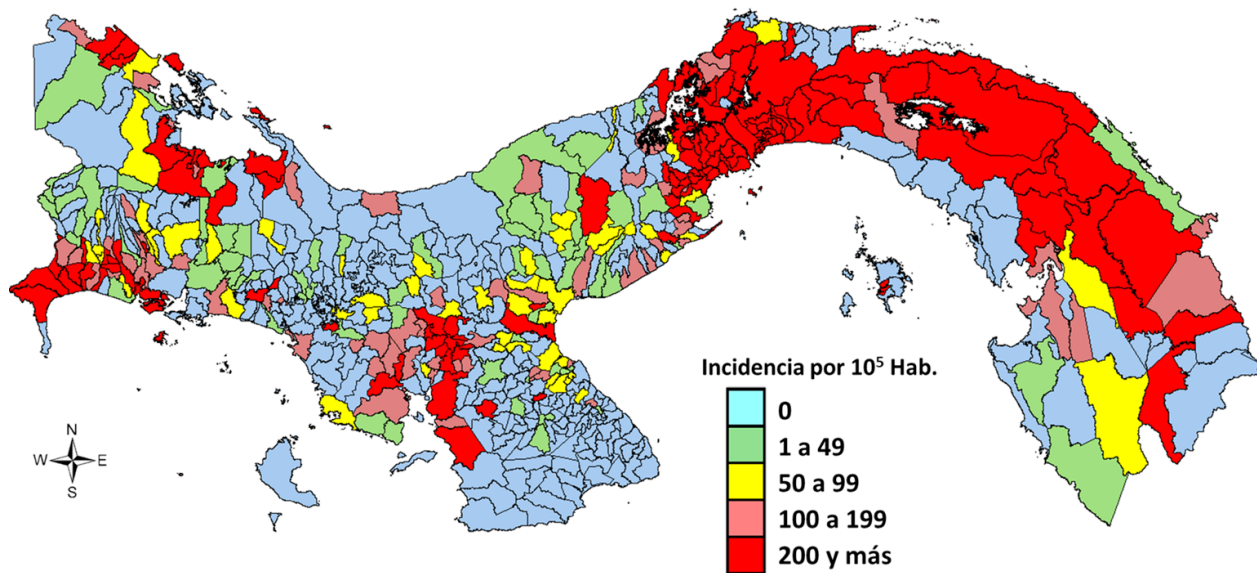 Incidencia por 10⁵ Hab.
0
1 a 49
50 a 99
100 a 199
200 y más
N
W E
S